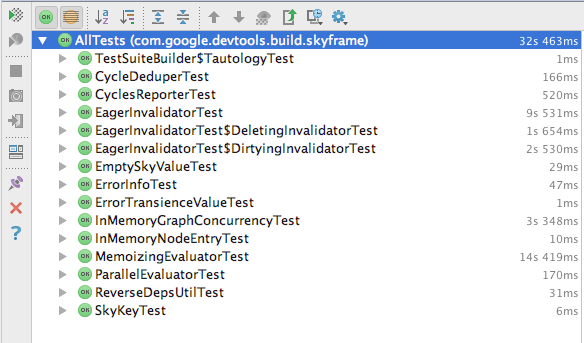 AllTests (com.google.devtools.build.skyframe) 32s 463ms
OK TestSuiteBuilder$TautologyTest 1ms
OK CycleDeduperTest 166ms
OK CyclesReporterTest 520ms
OK EagerInvalidatorTest 9s 531ms
OK EagerInvalidatorTest$DeletingInvalidatorTest 1s 654ms
OK EagerInvalidatorTest$DirtyingInvalidatorTest 2s 530ms
OK EmptySkyValueTest 29ms
OK ErrorInfoTest 47ms
OK ErrorTransienceValueTest 1ms
OK InMemoryGraphConcurrencyTest 3s 348ms
OK InMemoryNodeEntryTest 10ms
OK MemoizingEvaluatorTest 14s 419ms
OK ParallelEvaluatorTest 170ms
OK ReverseDepsUtilTest 31ms
OK SkyKeyTest 6ms